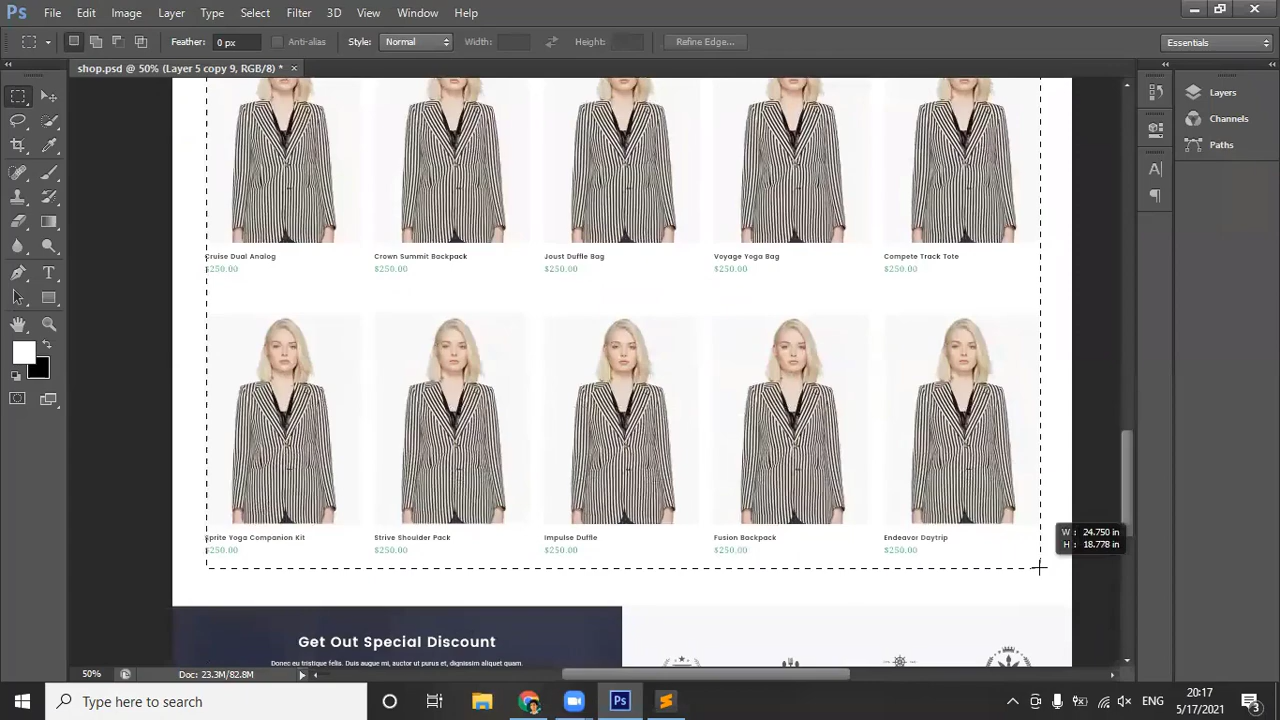 Ps File Edit Image Layer Type Select Filter 3D View Window Help
Feather: 0 px Anti-alias Style: Normal Width: Height: Refine Edge... Essentials
shop.psd @ 50% (Layer 5 copy 9, RGB/8) * ×
Layers
Channels
Paths
Cruise Dual Analog Crown Summit Backpack Joust Duffle Bag Voyage Yoga Bag Compete Track Tote
$250.00 $250.00 $250.00 $250.00 $250.00
Sprite Yoga Companion Kit Strive Shoulder Pack Impulse Duffle Fusion Backpack Endeavor Daytrip
$250.00 $250.00 $250.00 $250.00 $250.00
W: 24.750 in
H: 18.778 in
Get Out Special Discount
Donec eu tristique felis. Duis augue mi, auctor ut purus et, dignissim aliquet quam.
50% Doc: 23.3M/82.8M
Type here to search
Ps
ENG
20:17
5/17/2021
3